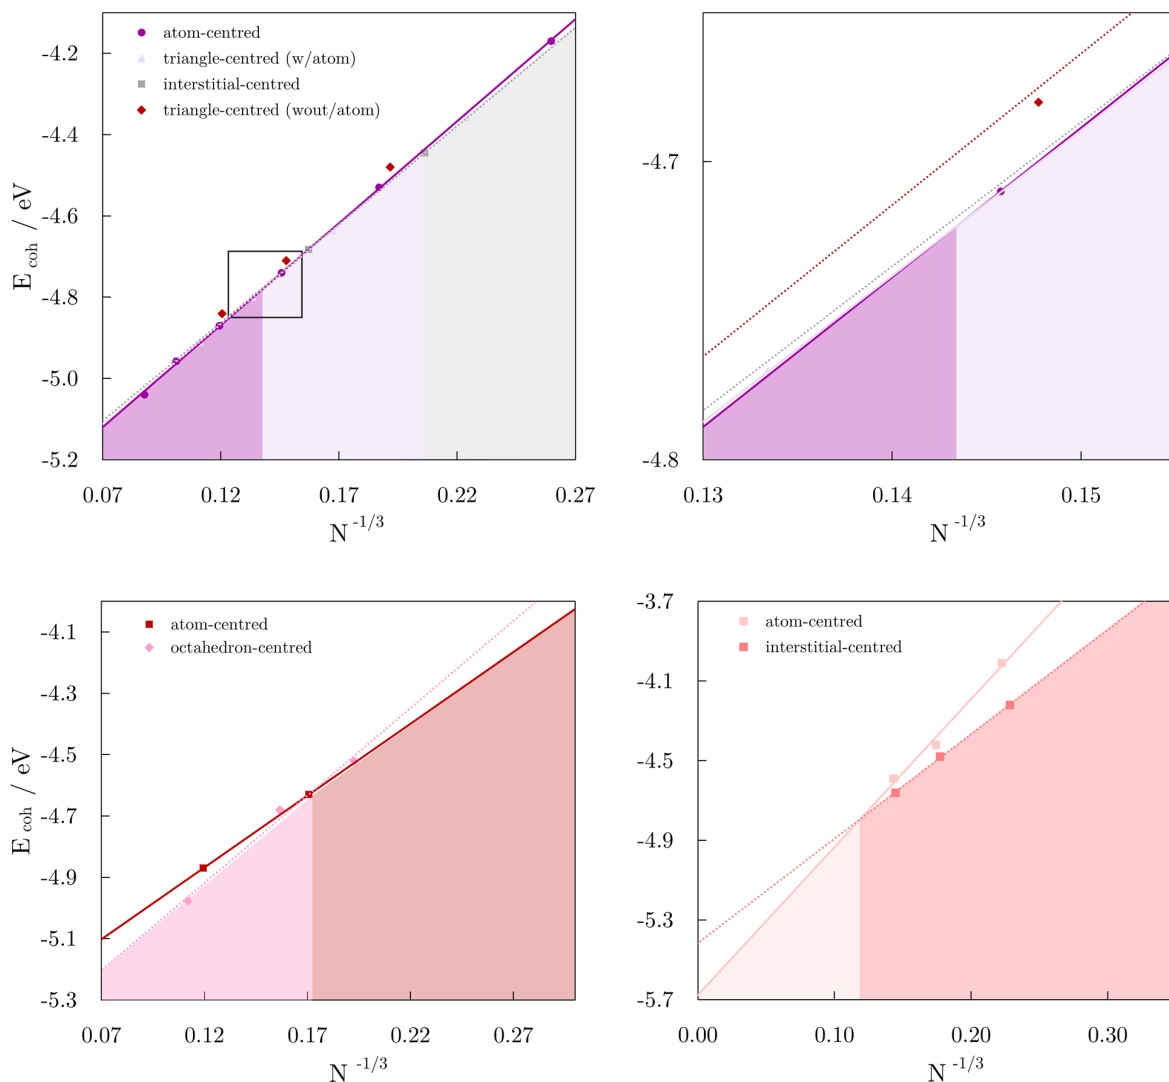 -4.2
-4.4
-4.6
-4.8
-5.0
-5.2
E coh / eV
atom-centred
triangle-centred (w/atom)
interstitial-centred
triangle-centred (wout/atom)
0.07 0.12 0.17 0.22 0.27
N -1/3
-4.7
-4.8
0.13 0.14 0.15
N -1/3
-4.1
-4.3
-4.5
-4.7
-4.9
-5.1
-5.3
E coh / eV
atom-centred
octahedron-centred
0.07 0.12 0.17 0.22 0.27
N -1/3
-3.7
-4.1
-4.5
-4.9
-5.3
-5.7
atom-centred
interstitial-centred
0.00 0.10 0.20 0.30
N -1/3